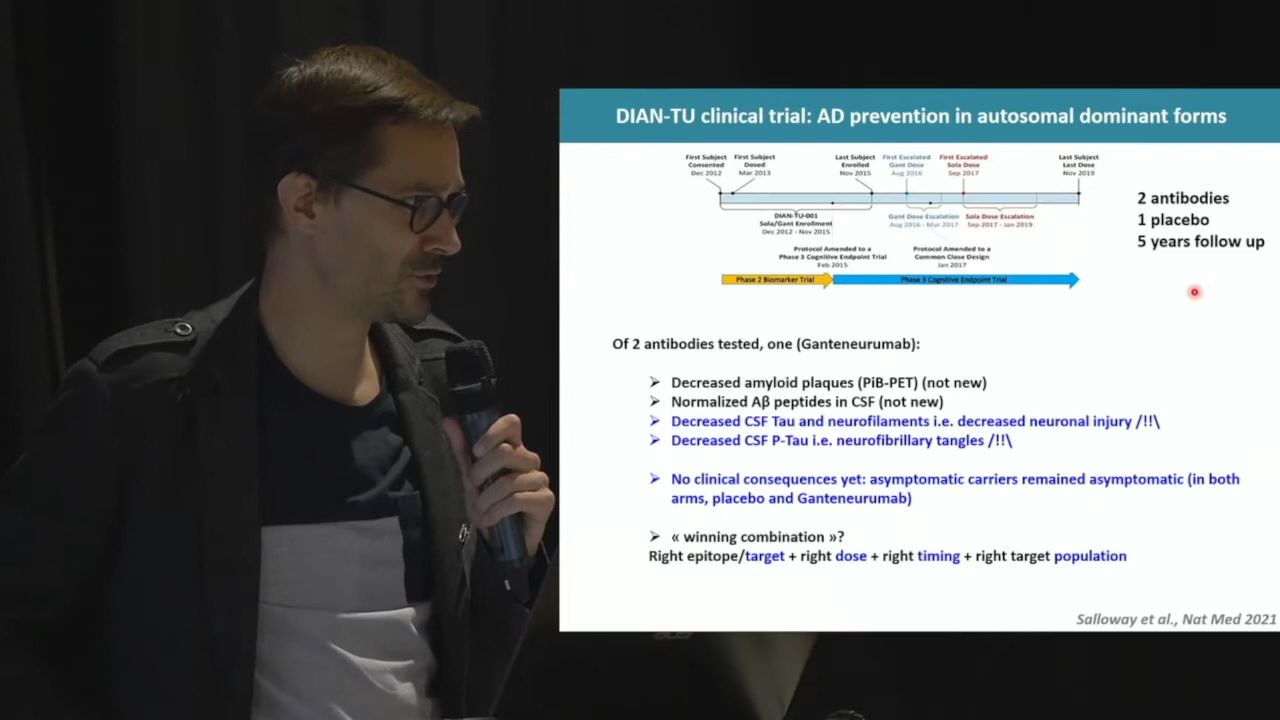 DIAN-TU clinical trial: AD prevention in autosomal dominant forms
First Subject
Consented
Dec 2012
First Subject
Dosed
Mar 2013
Last Subject
Enrolled
Nov 2015
First Escalated
Gant Dose
Aug 2016
First Escalated
Sola Dose
Sep 2017
Last Subject
Last Dose
Nov 2019
DIAN-TU-001
Sola/Gant Enrollment
Dec 2012 - Nov 2015
Gant Dose Escalation
Aug 2016 - Mar 2017
Sola Dose Escalation
Sep 2017 - Jan 2019
Protocol Amended to a
Phase 3 Cognitive Endpoint Trial
Feb 2015
Protocol Amended to a
Common Close Design
Jan 2017
Phase 2 Biomarker Trial
Phase 3 Cognitive Endpoint Trial
2 antibodies
1 placebo
5 years follow up
Of 2 antibodies tested, one (Ganteneurumab):
➢ Decreased amyloid plaques (PiB-PET) (not new)
➢ Normalized Aβ peptides in CSF (not new)
➢ Decreased CSF Tau and neurofilaments i.e. decreased neuronal injury /!!\
➢ Decreased CSF P-Tau i.e. neurofibrillary tangles /!!\
➢ No clinical consequences yet: asymptomatic carriers remained asymptomatic (in both
arms, placebo and Ganteneurumab)
➢ « winning combination »?
Right epitope/target + right dose + right timing + right target population
Salloway et al., Nat Med 2021
acer